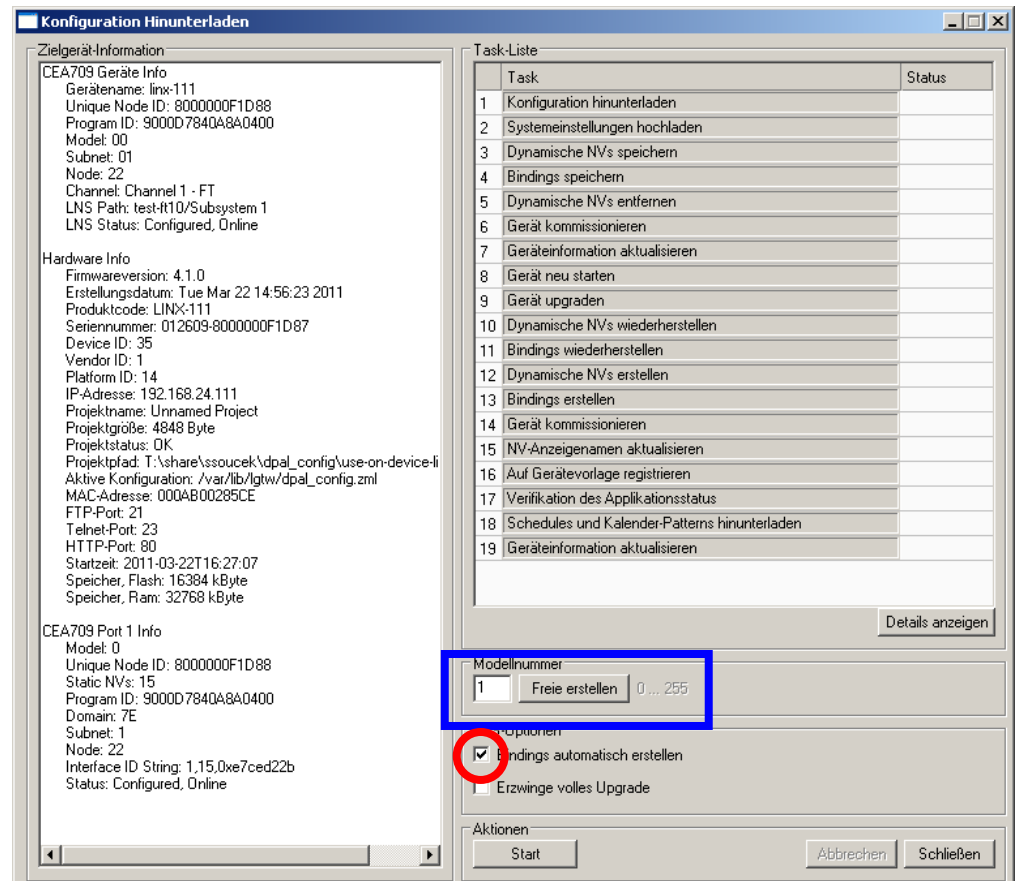 Konfiguration Hinunterladen
Zielgerät-Information
CEA709 Geräte Info
Gerätename: linx-111
Unique Node ID: 8000000F1D88
Program ID: 9000D7840A8A0400
Model: 00
Subnet: 01
Node: 22
Channel: Channel 1 - FT
LNS Path: test-ft10/Subsystem 1
LNS Status: Configured, Online
Hardware Info
Firmwareversion: 4.1.0
Erstellungsdatum: Tue Mar 22 14:56:23 2011
Produktcode: LINX-111
Seriennummer: 012609-8000000F1D87
Device ID: 35
Vendor ID: 1
Platform ID: 14
IP-Adresse: 192.168.24.111
Projektname: Unnamed Project
Projektgröße: 4848 Byte
Projektstatus: OK
Projektpfad: T:\share\ssoucek\dpal_config\use-on-device-li
Aktive Konfiguration: /var/lib/lgtw/dpal_config.zml
MAC-Adresse: 000AB00285CE
FTP-Port: 21
Telnet-Port: 23
HTTP-Port: 80
Startzeit: 2011-03-22T16:27:07
Speicher, Flash: 16384 kByte
Speicher, Ram: 32768 kByte
CEA709 Port 1 Info
Model: 0
Unique Node ID: 8000000F1D88
Static NVs: 15
Program ID: 9000D7840A8A0400
Domain: 7E
Subnet: 1
Node: 22
Interface ID String: 1,15,0xe7ced22b
Status: Configured, Online
Task-Liste
Task Status
1 Konfiguration hinunterladen
2 Systemeinstellungen hochladen
3 Dynamische NVs speichern
4 Bindings speichern
5 Dynamische NVs entfernen
6 Gerät kommissionieren
7 Geräteinformation aktualisieren
8 Gerät neu starten
9 Gerät upgraden
10 Dynamische NVs wiederherstellen
11 Bindings wiederherstellen
12 Dynamische NVs erstellen
13 Bindings erstellen
14 Gerät kommissionieren
15 NV-Anzeigenamen aktualisieren
16 Auf Gerätevorlage registrieren
17 Verifikation des Applikationsstatus
18 Schedules und Kalender-Patterns hinunterladen
19 Geräteinformation aktualisieren
Details anzeigen
Modellnummer
1 Freie erstellen 0 ... 255
-Optionen
Bindings automatisch erstellen
Erzwinge volles Upgrade
Aktionen
Start Abbrechen Schließen